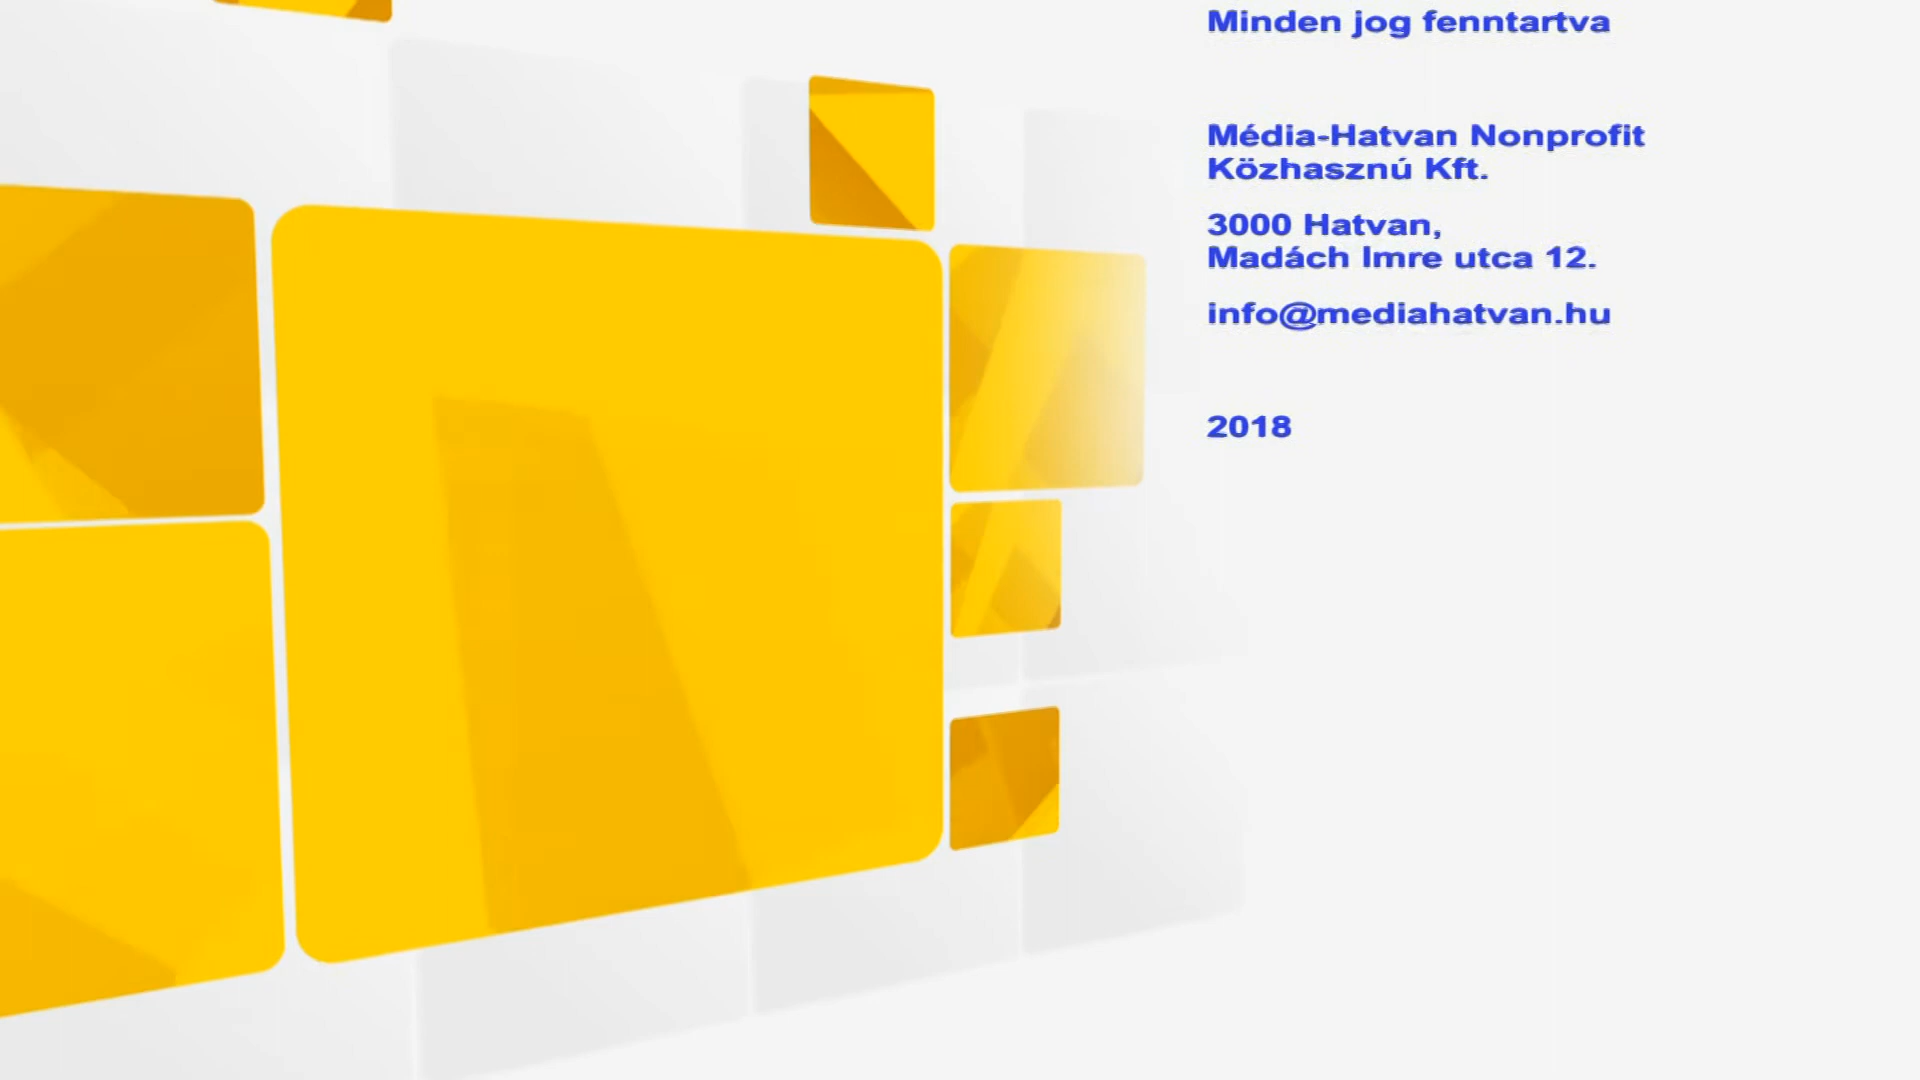 Minden jog fenntartva
Média-Hatvan Nonprofit
Közhasznú Kft.
3000 Hatvan,
Madách Imre utca 12.
info@mediahatvan.hu
2018